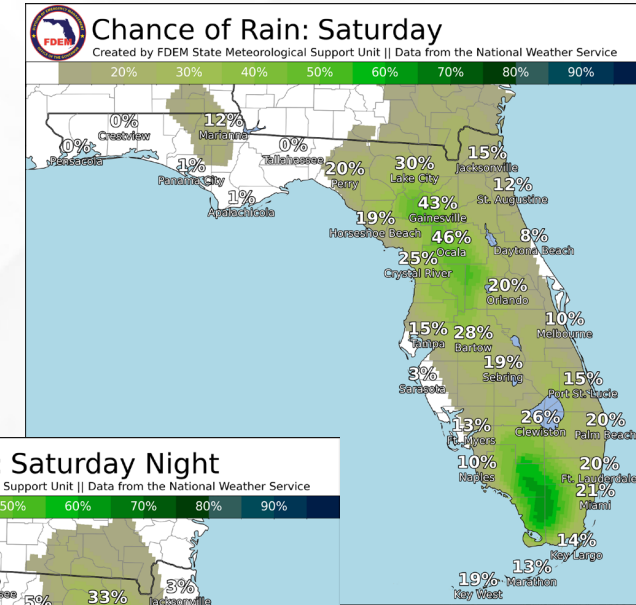 FDEM
Chance of Rain: Saturday
Created by FDEM State Meteorological Support Unit || Data from the National Weather Service
20% 30% 40% 50% 60% 70% 80% 90%
0%
Crestview
12%
Marianna
0%
Pensacola
0%
Tallahassee
1%
Panama City
1%
Apalachicola
20%
Perry
30%
Lake City
15%
Jacksonville
12%
St. Augustine
43%
Gainesville
19%
Horseshoe Beach
46%
Ocala
8%
Daytona Beach
25%
Crystal River
20%
Orlando
10%
Melbourne
15%
Tampa
28%
Bartow
19%
Sebring
3%
Sarasota
15%
Port St. Lucie
26%
Clewiston
20%
Palm Beach
13%
Ft. Myers
10%
Naples
20%
Ft. Lauderdale
21%
Miami
14%
Key Largo
13%
Marathon
19%
Key West
: Saturday Night
Support Unit || Data from the National Weather Service
50% 60% 70% 80% 90%
see
5%
33%
3%
Jacksonville